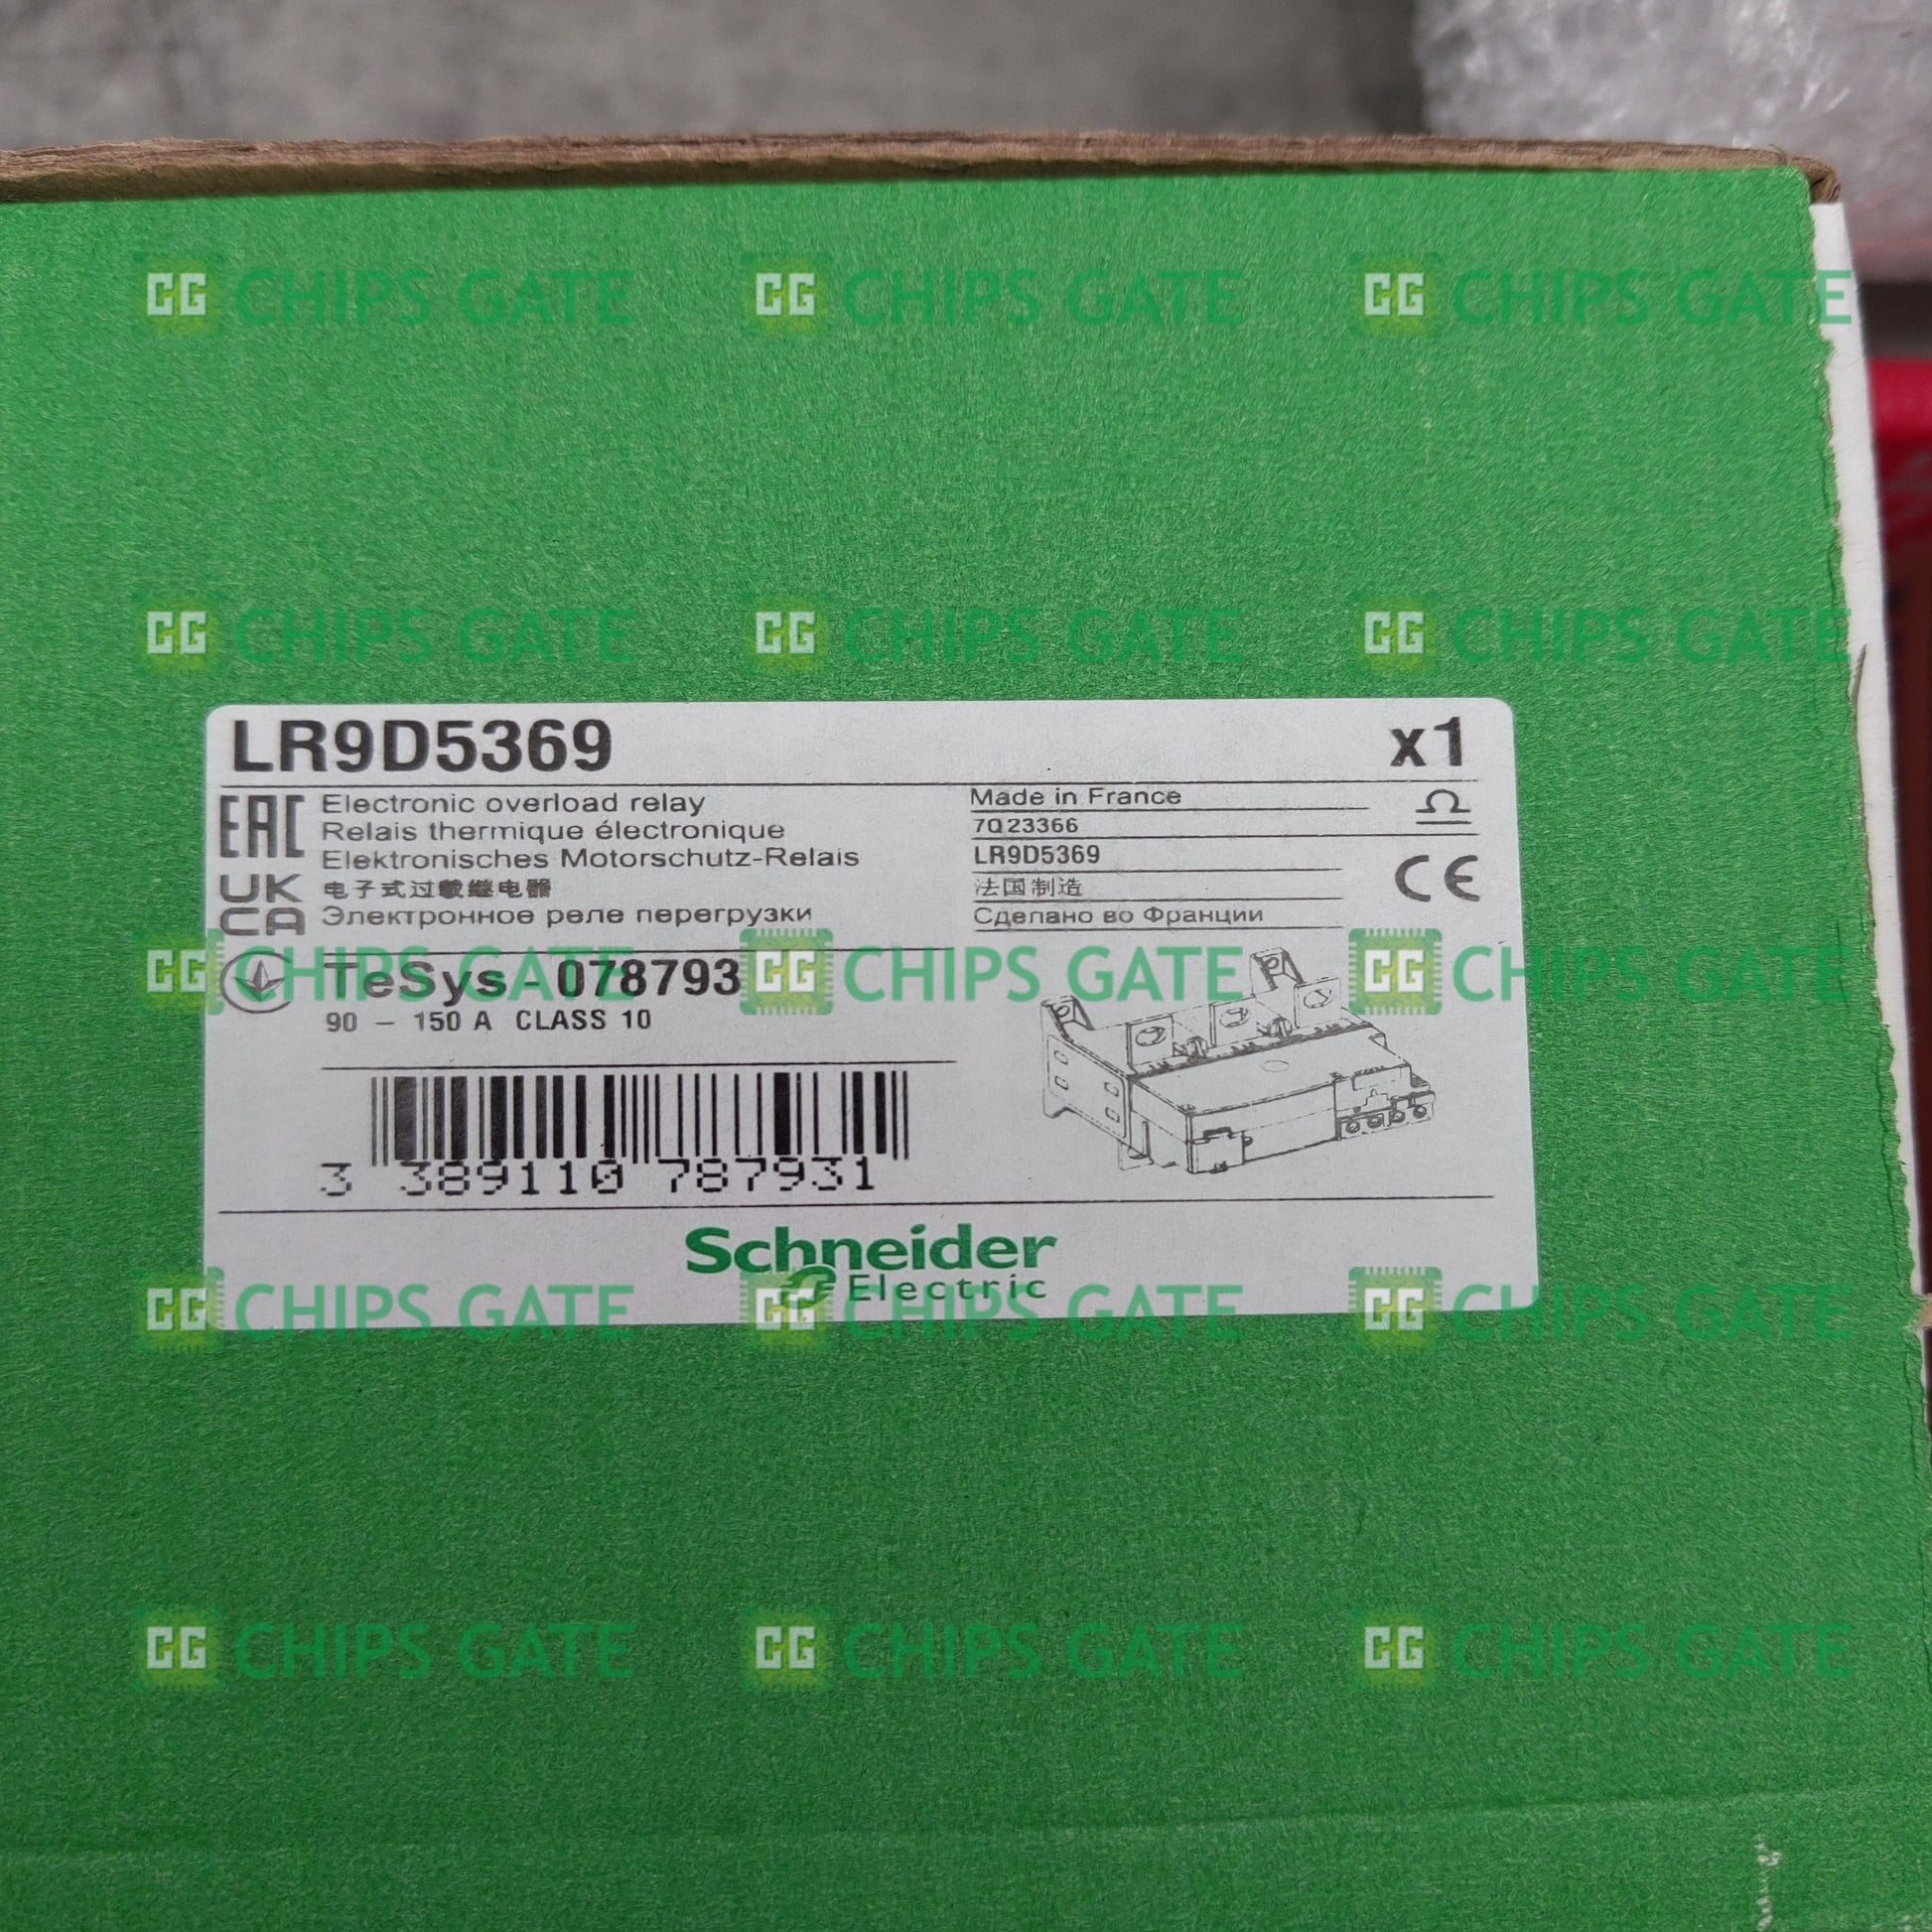 CG CHIPS GATE CG CHIPS GATE CG CHIPS GATE
CG CHIPS GATE CG CHIPS GATE CG CHIPS GATE
LR9D5369 x1
EAC
UK
CA
Electronic overload relay
Relais thermique électronique
Elektronisches Motorschutz-Relais
电子式过载继电器
Электронное реле перегрузки
Made in France
7Q23366
LR9D5369
法国制造
Сделано во Франции
Ω
CE
TeSys - 078793
90 – 150 A CLASS 10
CG CHIPS GATE CG CHIPS GATE CG CHIPS GATE
3 389110 787931
Schneider
Electric
CG CHIPS GATE CG CHIPS GATE CG CHIPS GATE
CG CHIPS GATE CG CHIPS GATE CG CHIPS GATE